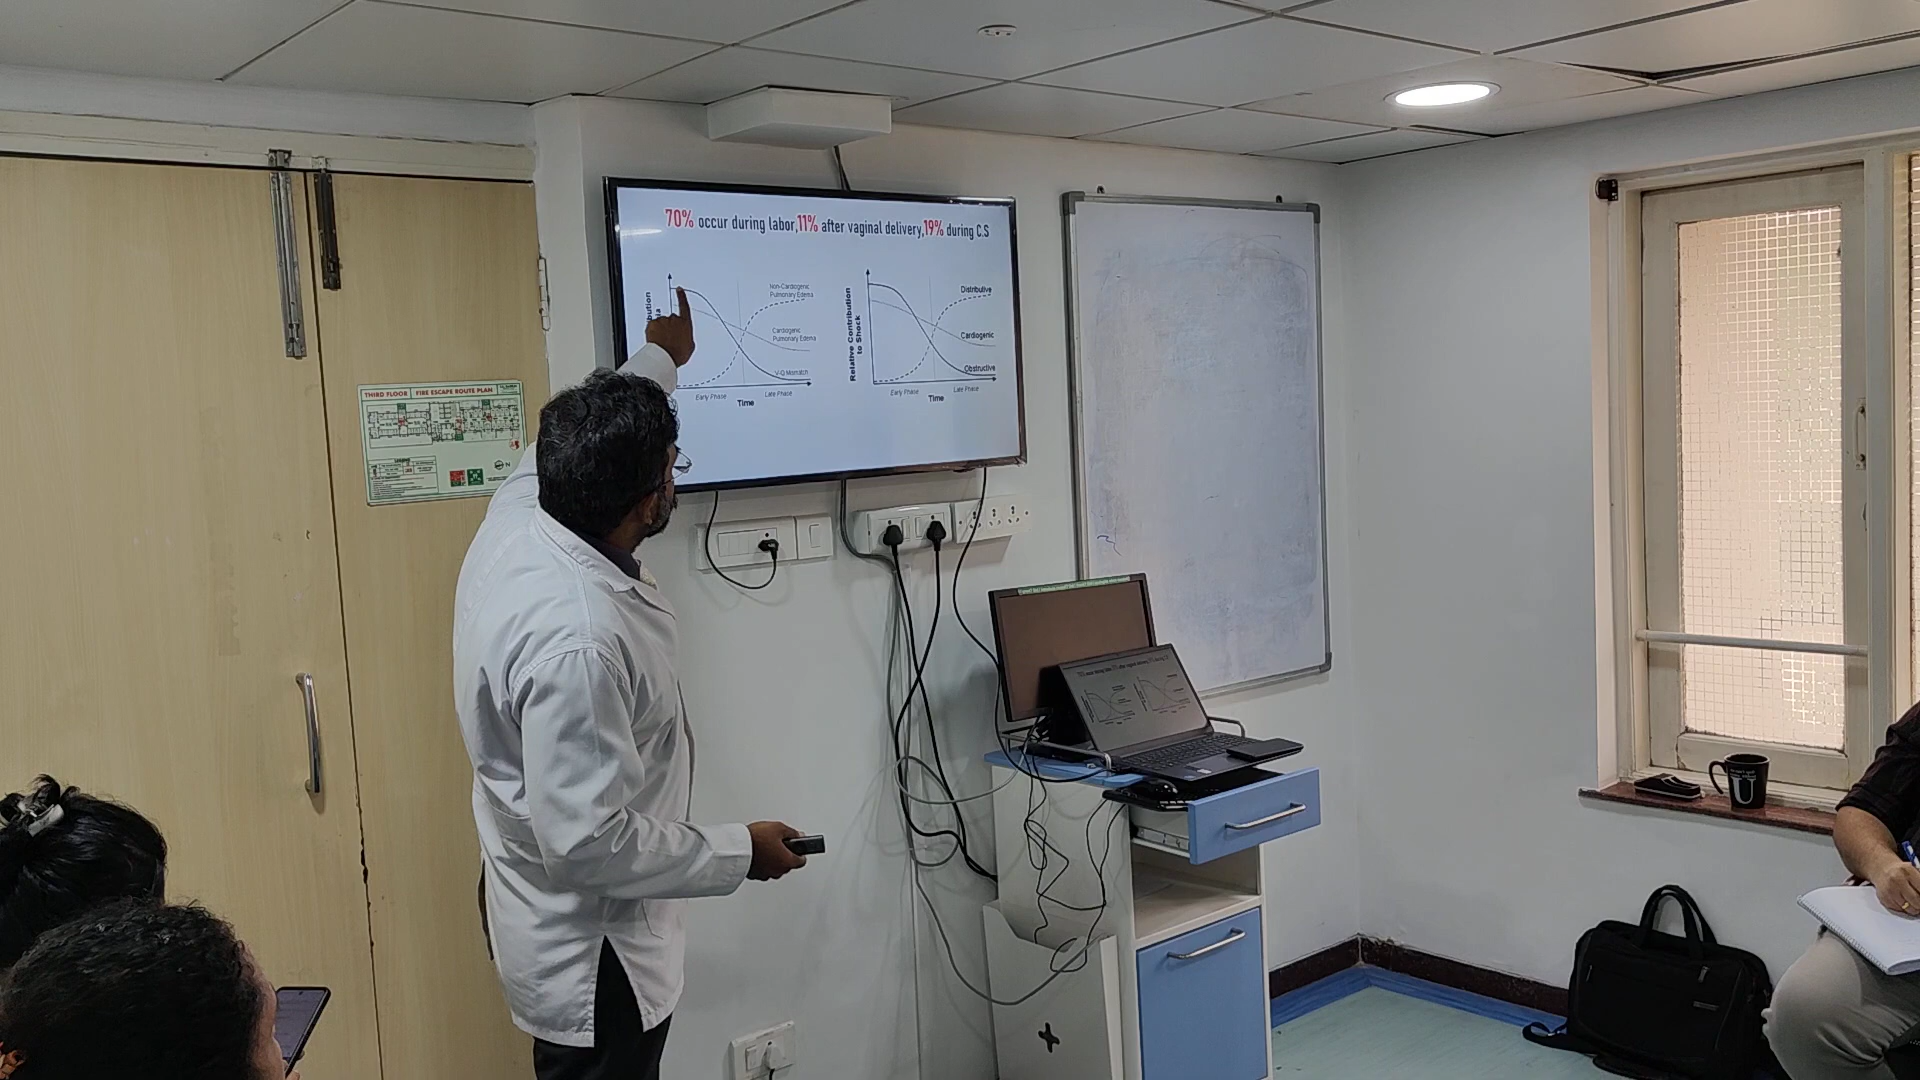 70% occur during labor,11% after vaginal delivery,19% during C.S
Non-Cardiogenic
Pulmonary Edema
Cardiogenic
Pulmonary Edema
V-Q Mismatch
Early Phase
Late Phase
Time
Relative Contribution
to Shock
Distributive
Cardiogenic
Obstructive
Early Phase
Late Phase
Time
THIRD FLOOR FIRE ESCAPE ROUTE PLAN